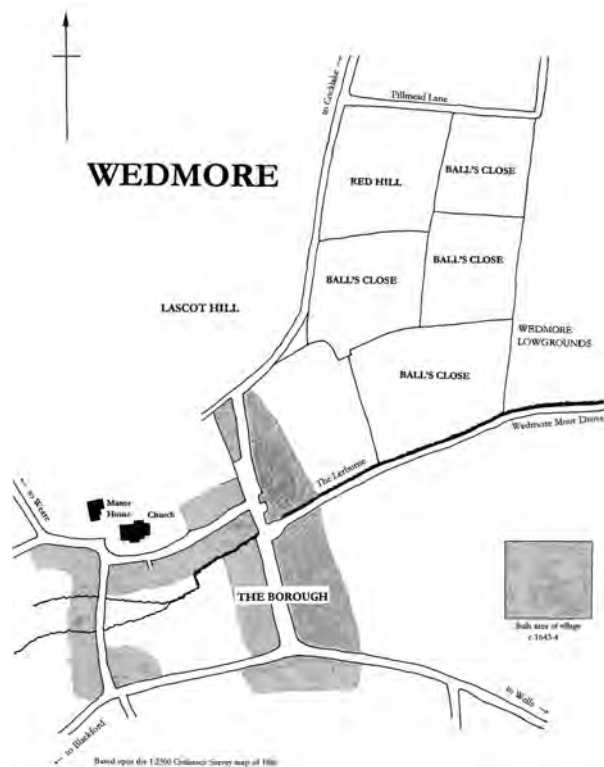 to Cocklake →
Pillmead Lane
WEDMORE
RED HILL
BALL'S CLOSE
BALL'S CLOSE
BALL'S CLOSE
LASCOT HILL
WEDMORE
LOWGROUNDS
BALL'S CLOSE
Wedmore Moor Drove
The Lerburne
← to Weare
Manor
House
Church
THE BOROUGH
Built area of village
c.1643-4
to Wells →
← to Blackford
Based upon the 1:2500 Ordnance Survey map of